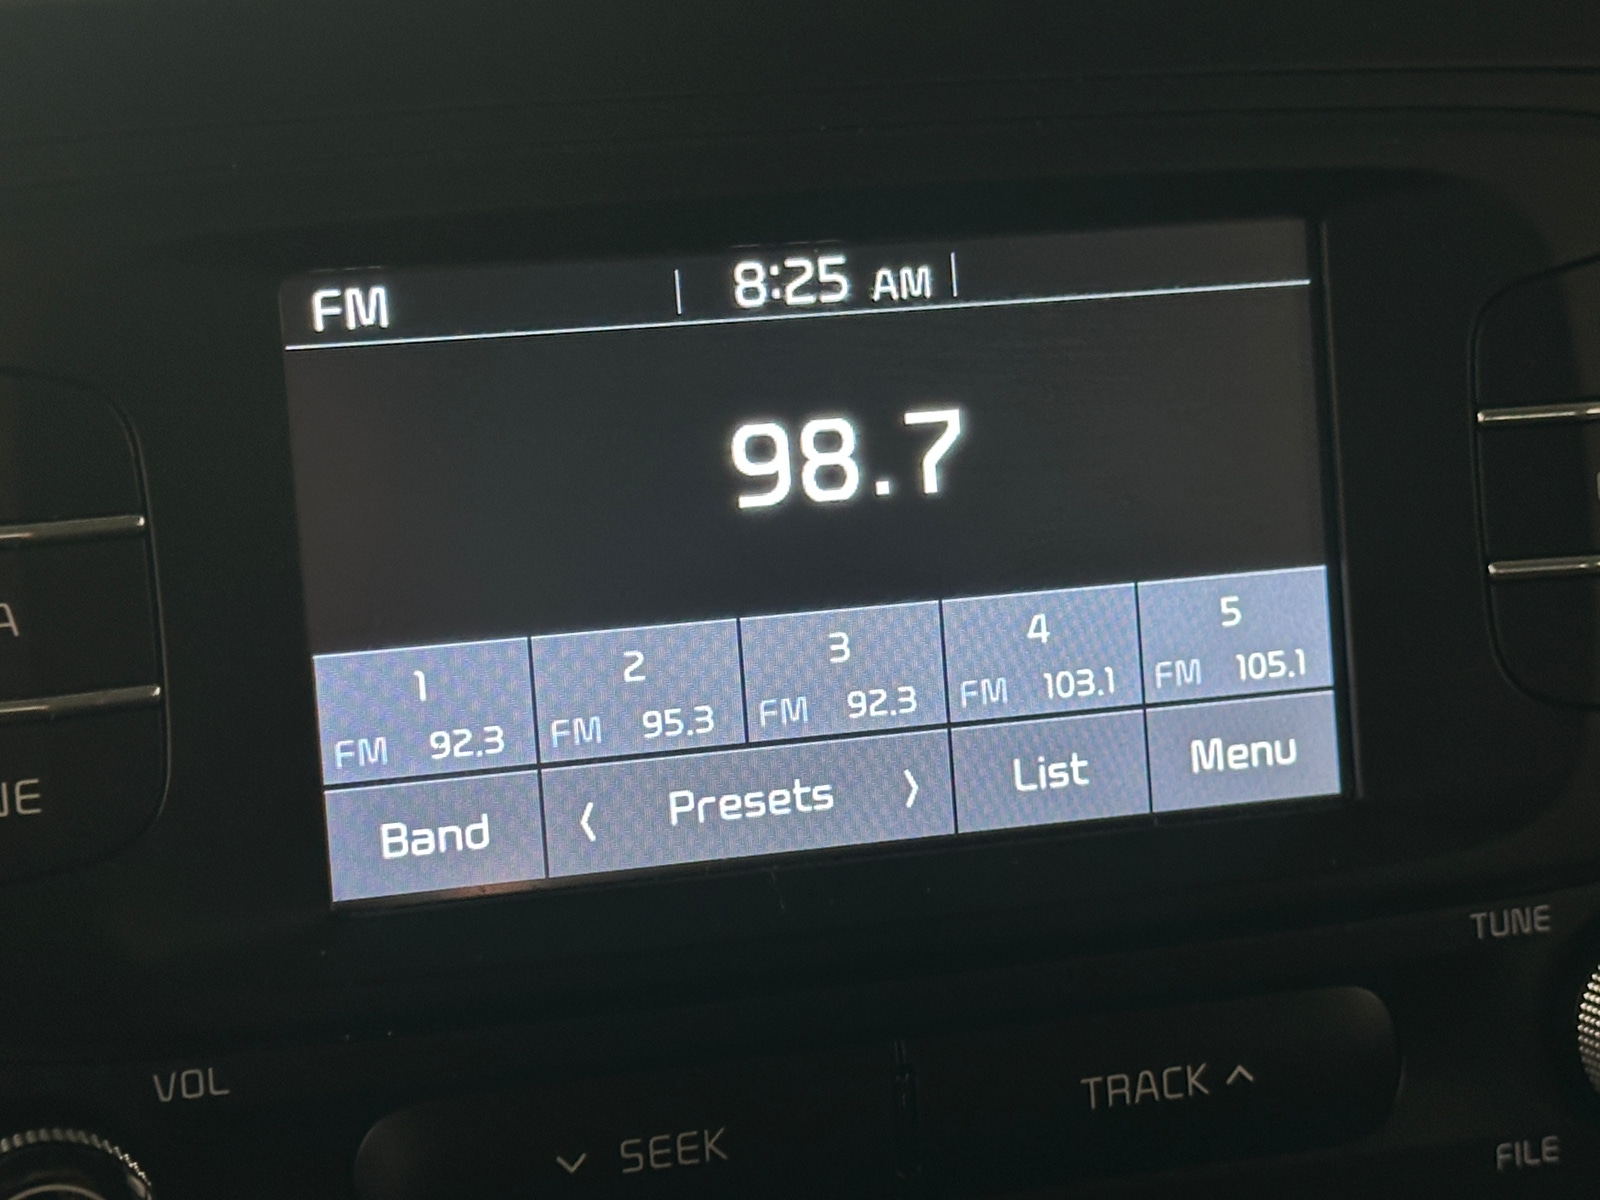 FM 8:25 AM
98.7
1 2 3 4 5
FM 92.3 FM 95.3 FM 92.3 FM 103.1 FM 105.1
Band < Presets > List Menu
TUNE
VOL
SEEK TRACK
FILE